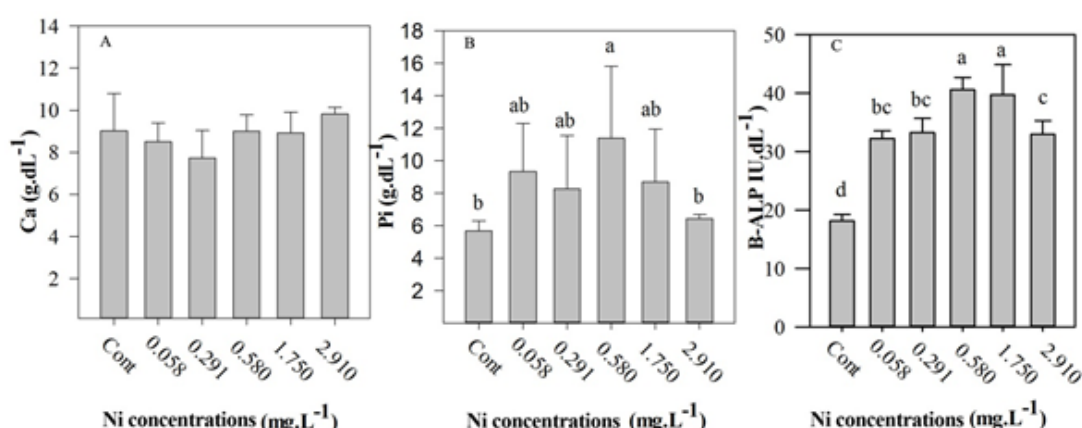 A
14
12
10
8
6
4
2
Ca (g.dL-1)
Cont 0.058 0.291 0.580 1.750 2.910
Ni concentrations (mg.L-1)
B
18
16
14
12
10
8
6
4
2
Pi (g.dL-1)
b ab ab a ab b
Cont 0.058 0.291 0.580 1.750 2.910
Ni concentrations (mg.L-1)
C
50
40
30
20
10
0
B-ALP IU.dL-1)
d bc bc a a c
Cont 0.058 0.291 0.580 1.750 2.910
Ni concentrations (mg.L-1)